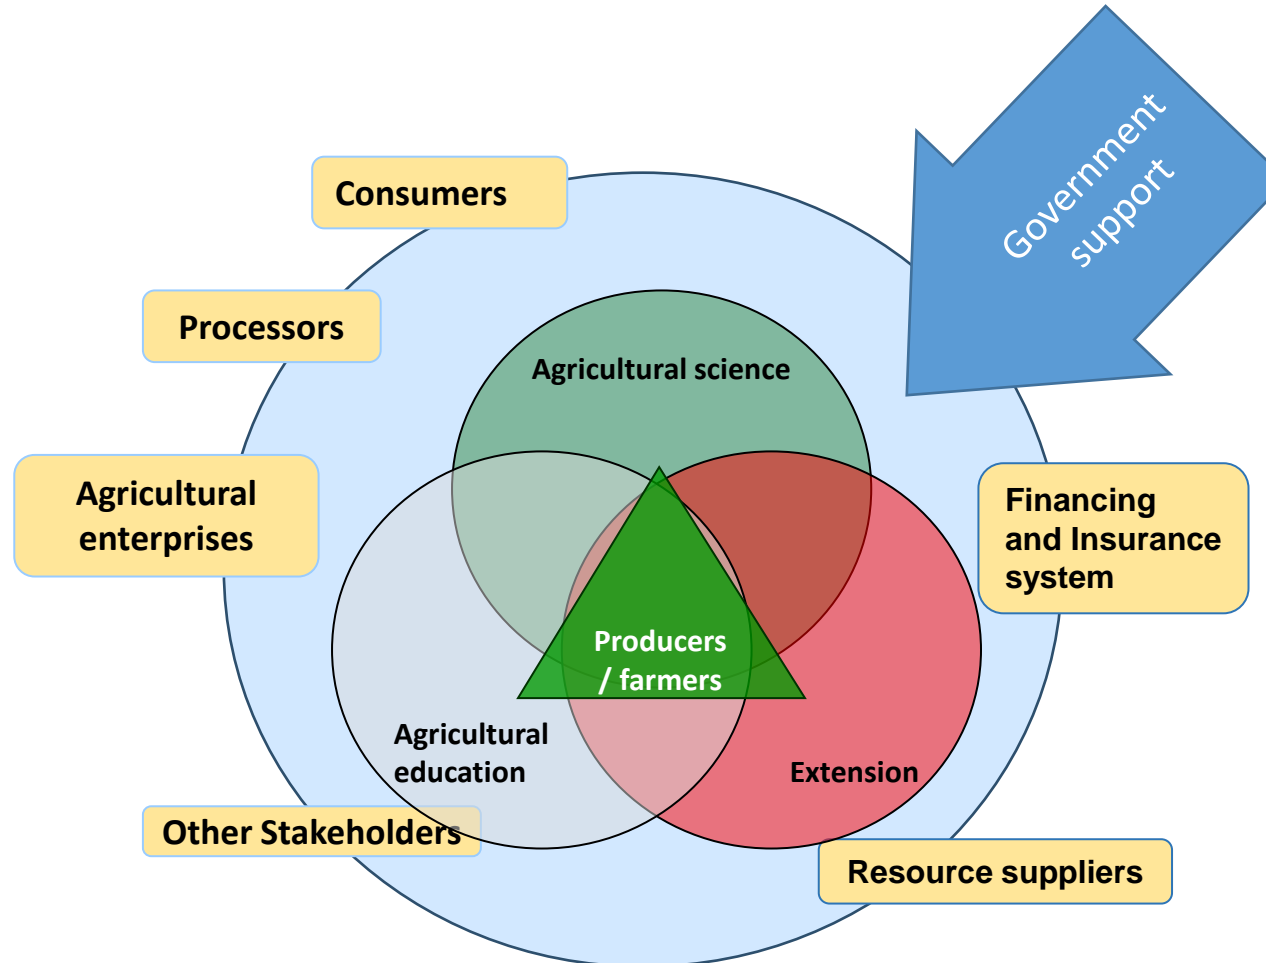 Government
support
Consumers
Processors
Agricultural science
Agricultural
enterprises
Financing
and Insurance
system
Producers
/ farmers
Agricultural
education
Extension
Other Stakeholders
Resource suppliers